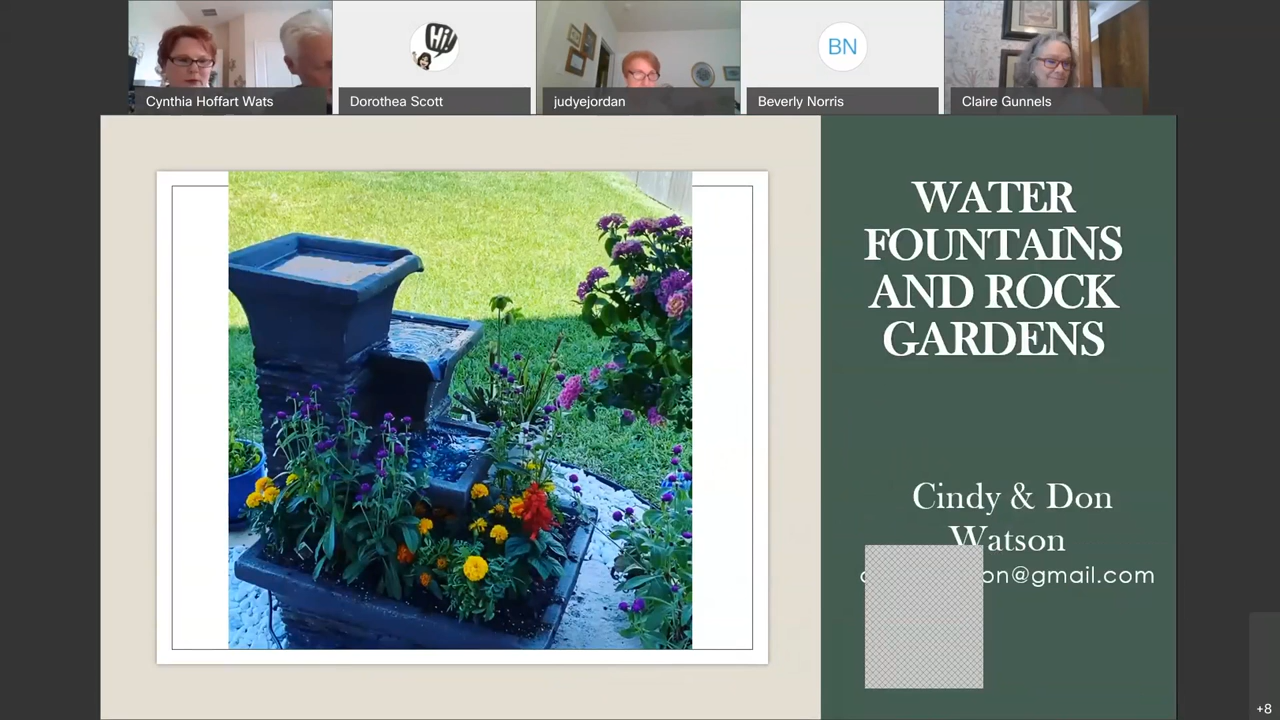 Hi!
BN
Cynthia Hoffart Wats
Dorothea Scott
judyejordan
Beverly Norris
Claire Gunnels
WATER
FOUNTAINS
AND ROCK
GARDENS
Cindy & Don
Watson
on@gmail.com
+8